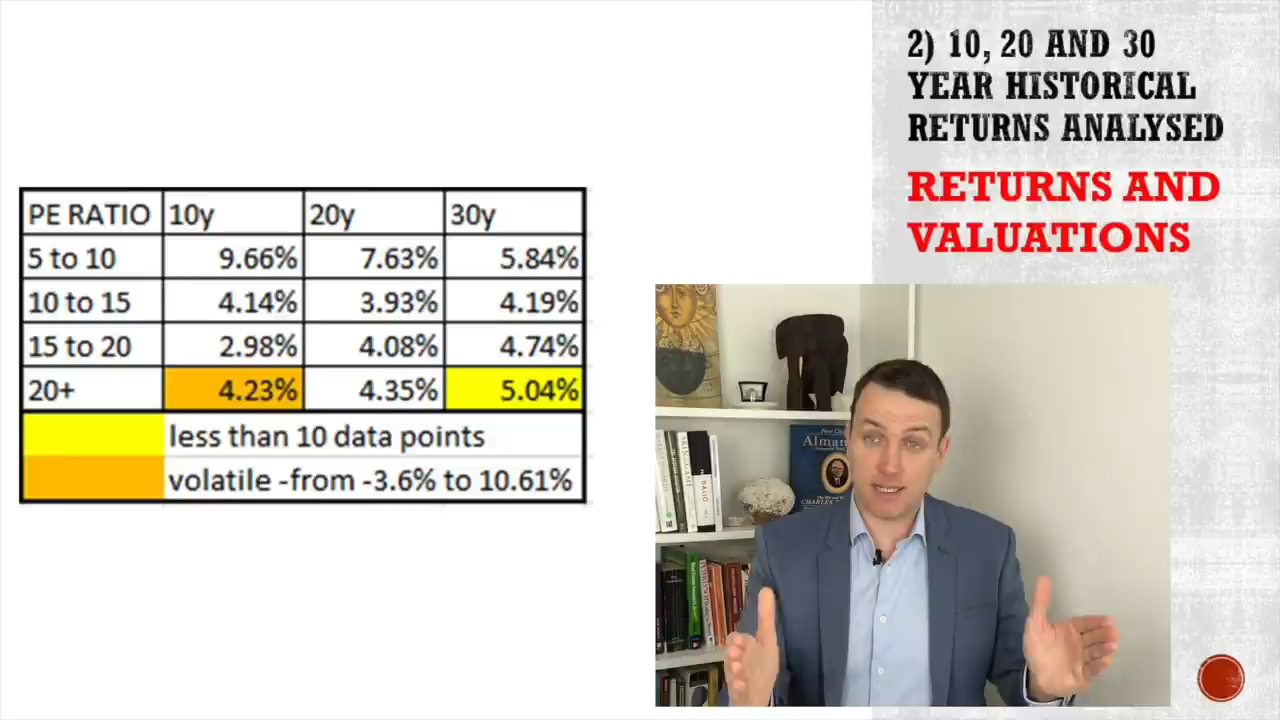 2) 10, 20 AND 30
YEAR HISTORICAL
RETURNS ANALYSED
RETURNS AND
VALUATIONS
PE RATIO 10y 20y 30y
5 to 10 9.66% 7.63% 5.84%
10 to 15 4.14% 3.93% 4.19%
15 to 20 2.98% 4.08% 4.74%
20+ 4.23% 4.35% 5.04%
less than 10 data points
volatile -from -3.6% to 10.61%
DALIO